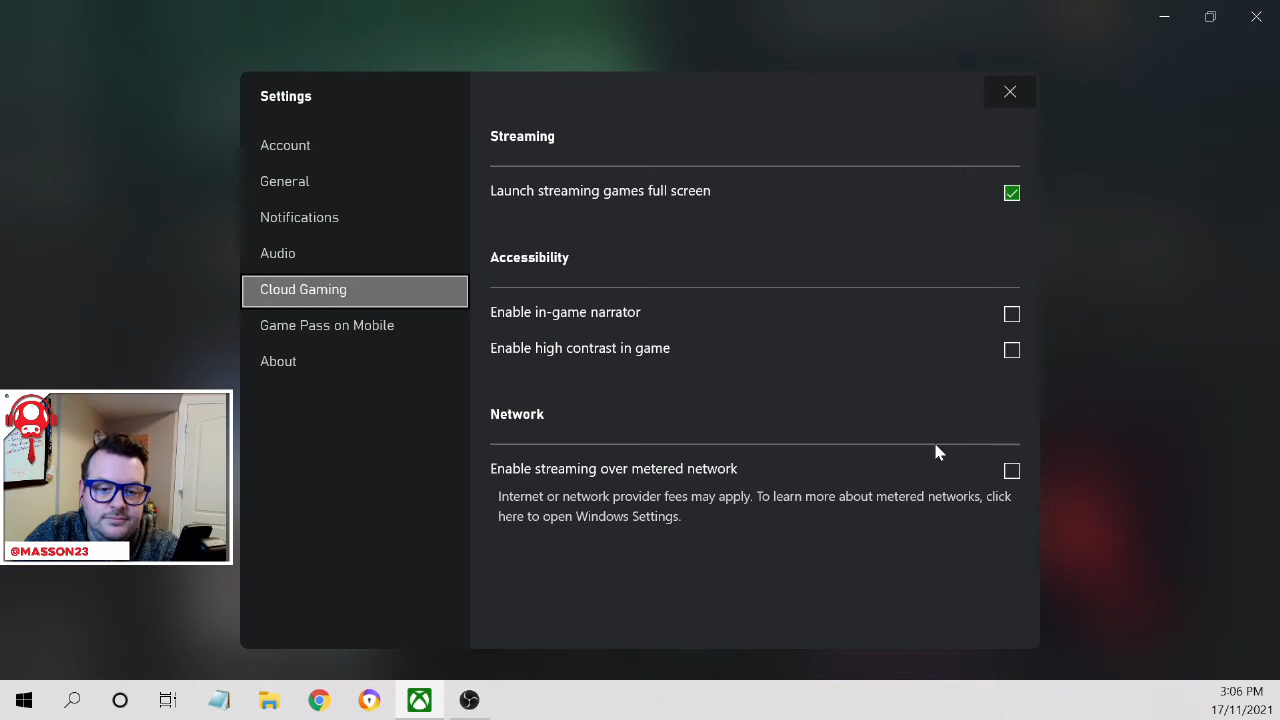 Settings
Account
General
Notifications
Audio
Cloud Gaming
Game Pass on Mobile
About
Streaming
Launch streaming games full screen
Accessibility
Enable in-game narrator
Enable high contrast in game
Network
Enable streaming over metered network
Internet or network provider fees may apply. To learn more about metered networks, click
here to open Windows Settings.
@MASSON23
3:06 PM
17/11/2021